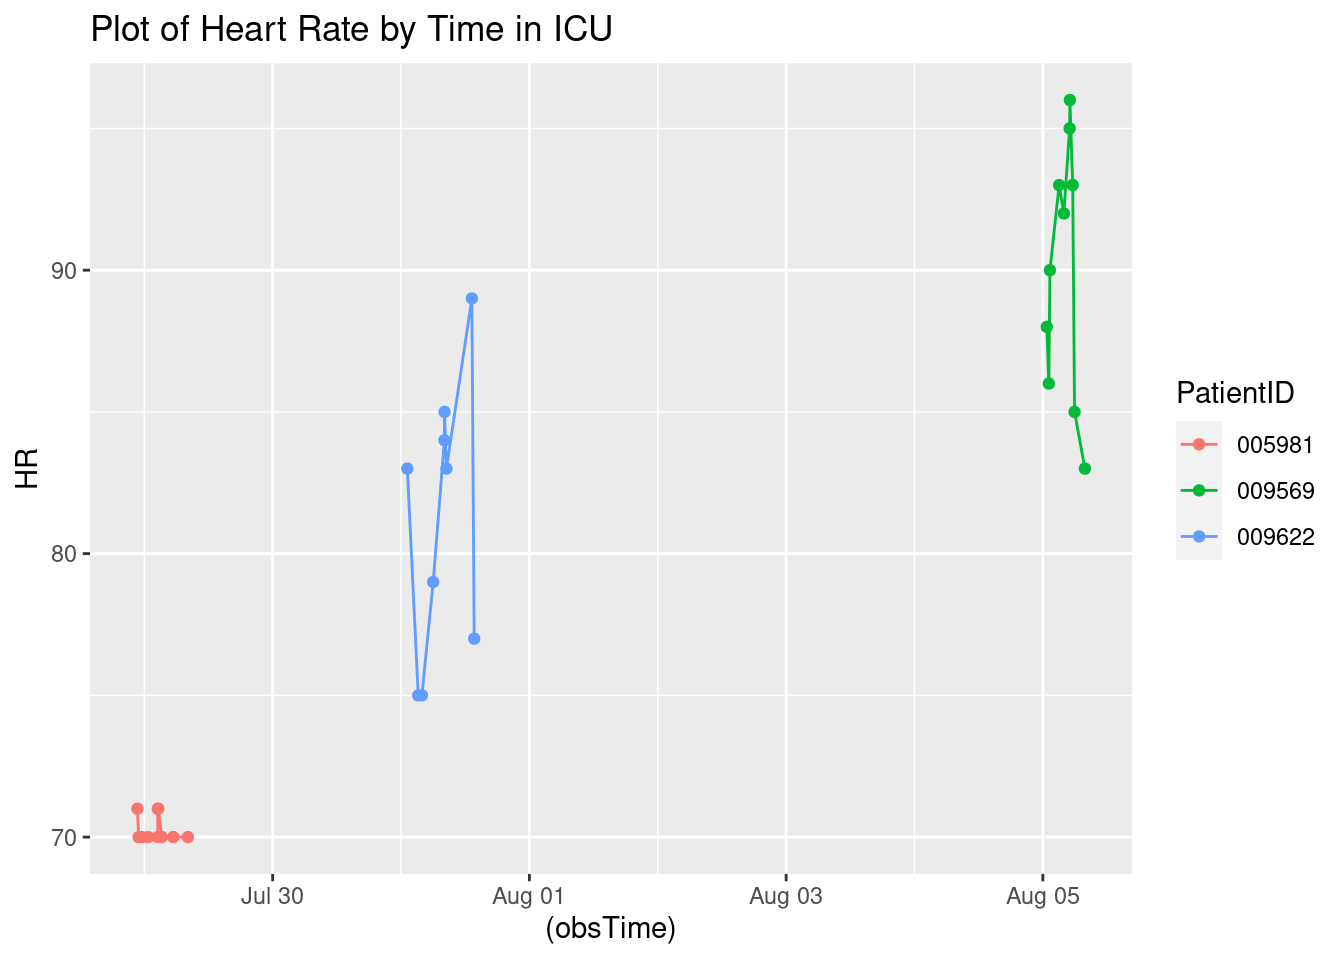 Plot of Heart Rate by Time in ICU
HR
90
80
70
Jul 30
Aug 01
Aug 03
Aug 05
(obsTime)
PatientID
005981
009569
009622